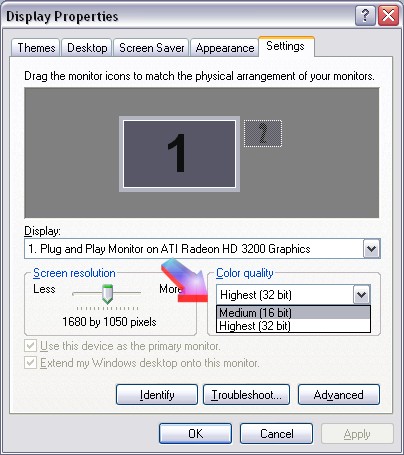 Display Properties
Themes Desktop Screen Saver Appearance Settings
Drag the monitor icons to match the physical arrangement of your monitors.
1 2
Display:
1. Plug and Play Monitor on ATI Radeon HD 3200 Graphics
Screen resolution
Less More
1680 by 1050 pixels
Color quality
Highest (32 bit)
Medium (16 bit)
Highest (32 bit)
Use this device as the primary monitor.
Extend my Windows desktop onto this monitor.
Identify Troubleshoot... Advanced
OK Cancel Apply